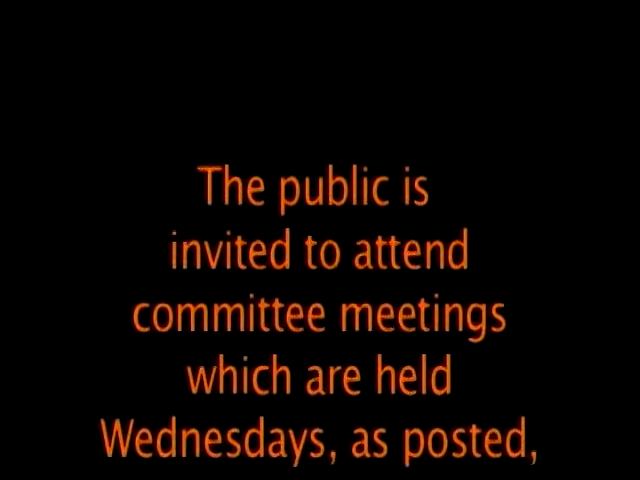 The public is
invited to attend
committee meetings
which are held
Wednesdays, as posted,